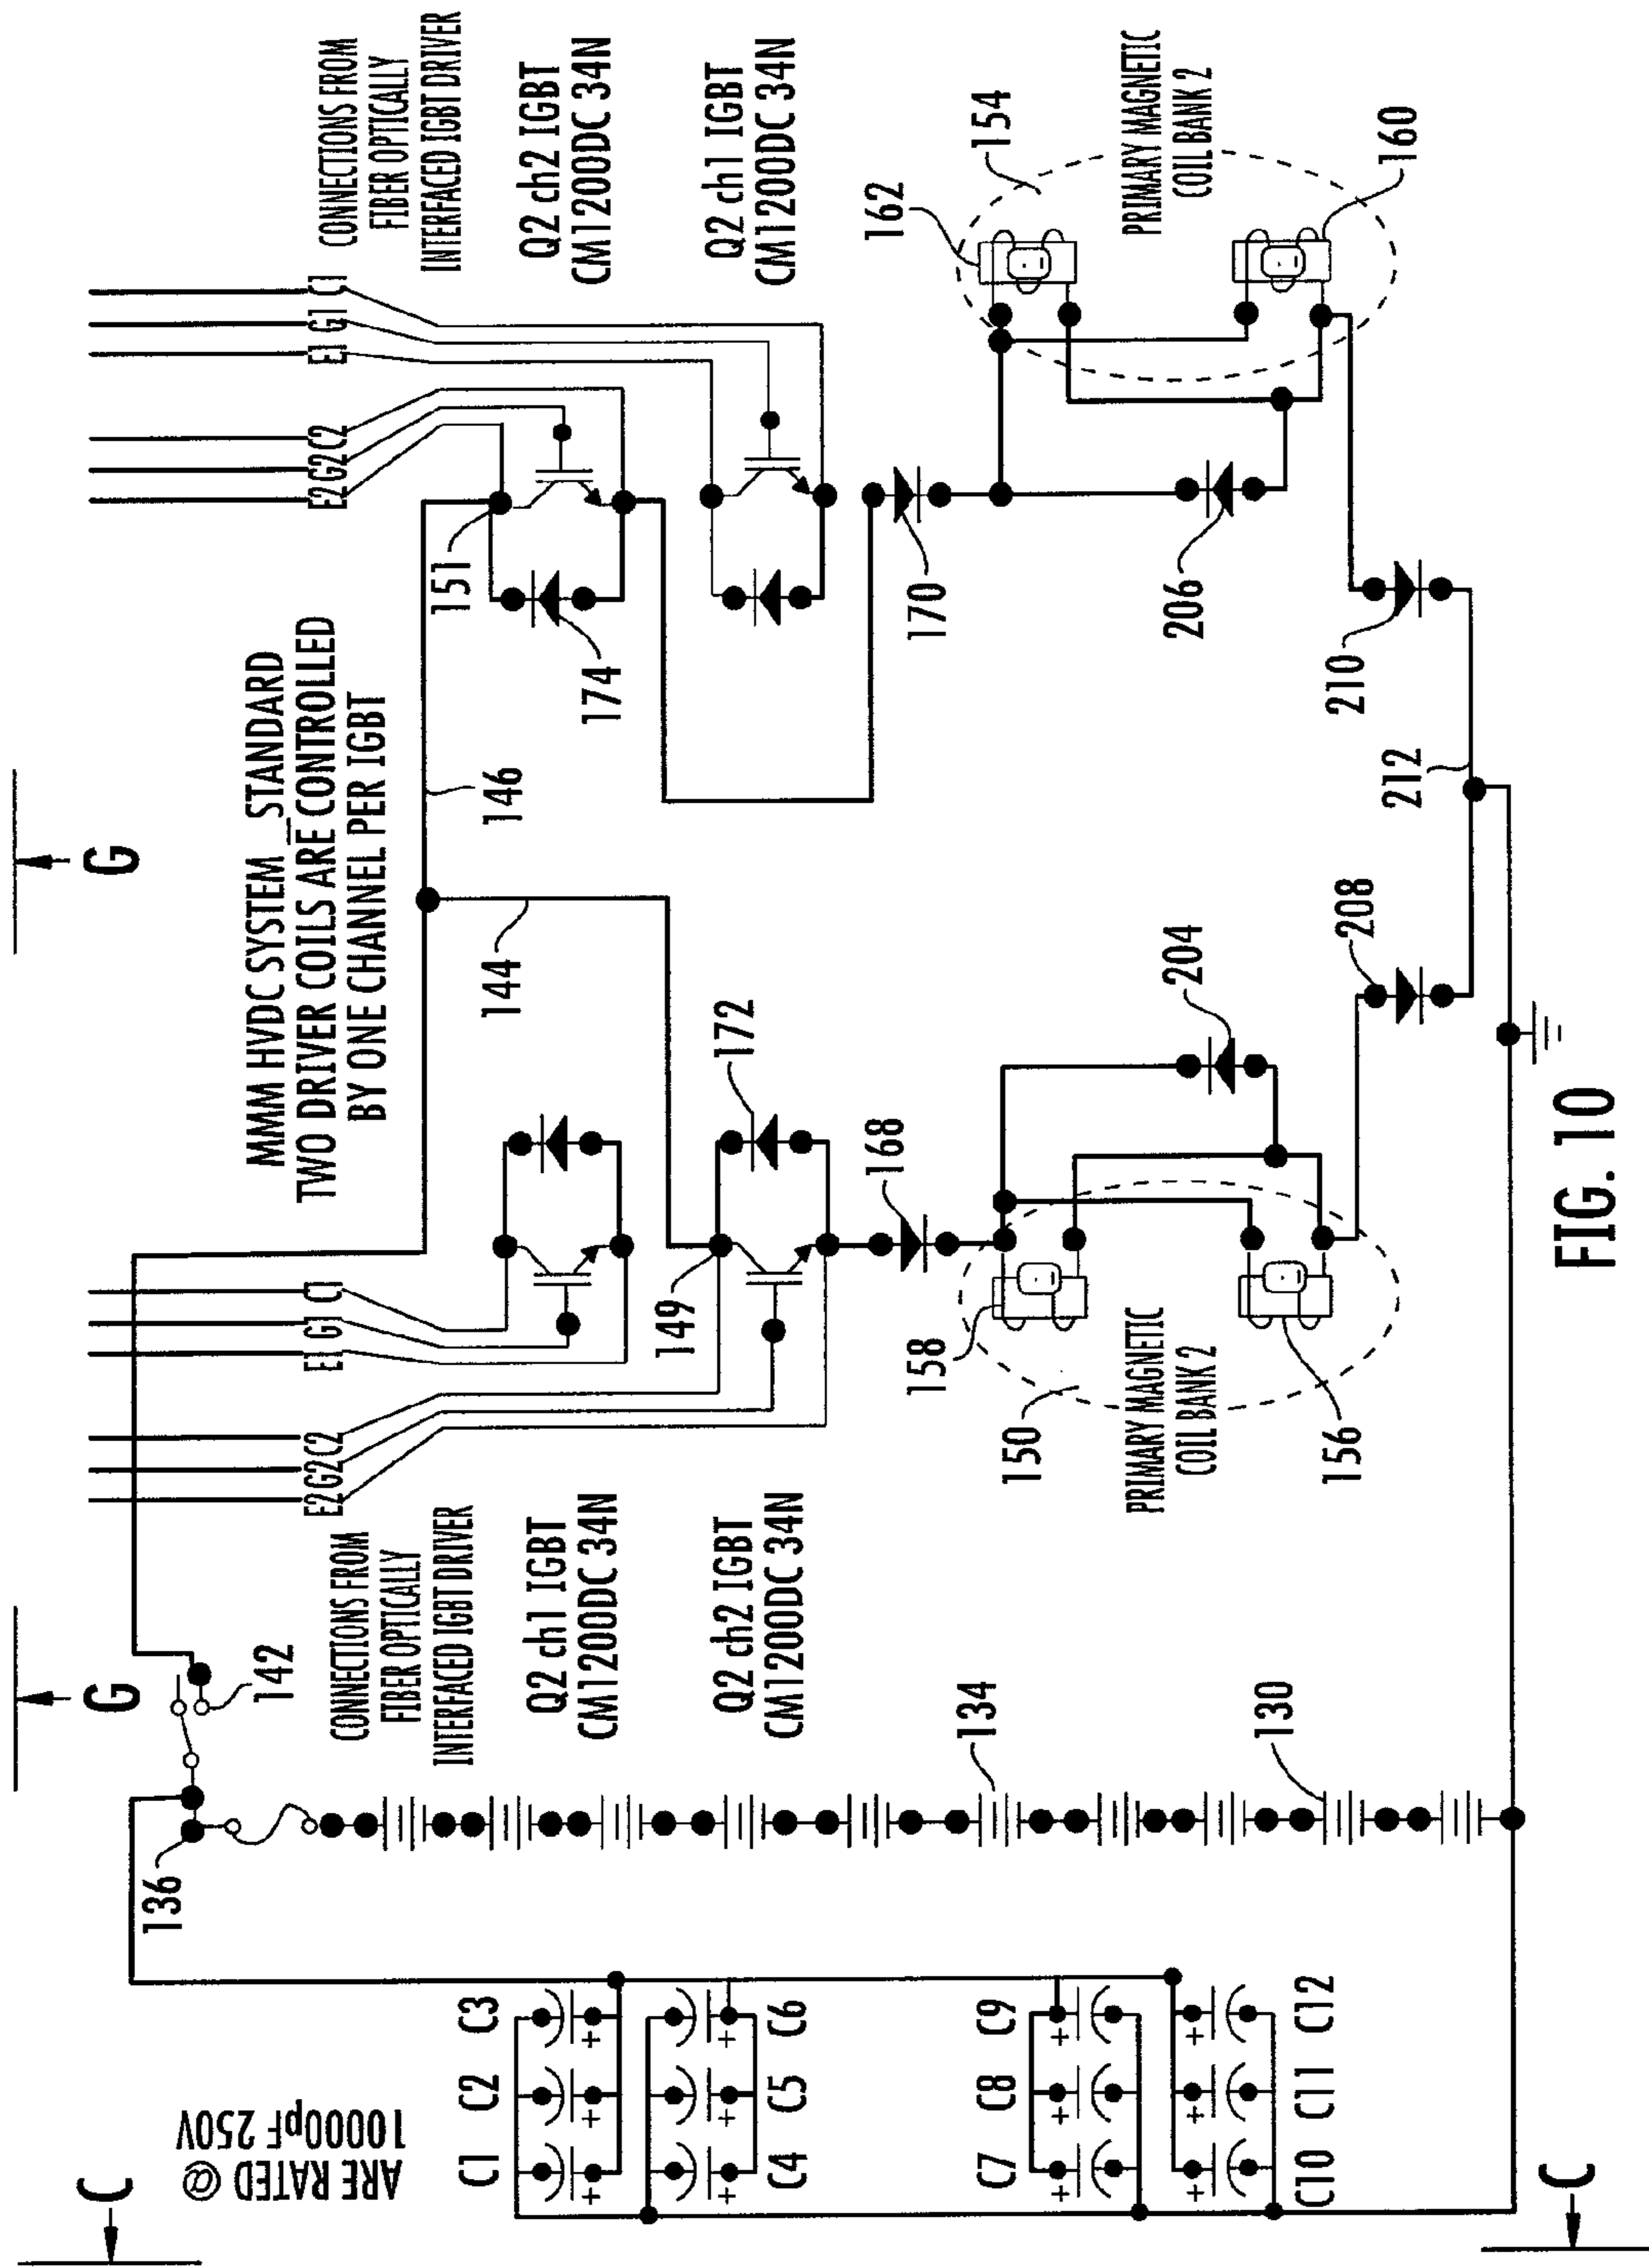 G
G
C
C
ARE RATED @
10000pF 250V
C1
C2
C3
C4
C5
C6
C7
C8
C9
C10
C11
C12
136
142
134
130
CONNECTIONS FROM
FIBER OPTICALLY
INTERFACED IGBT DRIVER
E2
G2
C2
E1
G1
C1
Q2 ch1 IGBT
CM1200DC 34N
Q2 ch2 IGBT
CM1200DC 34N
MMM HVDC SYSTEM_STANDARD
TWO DRIVER COILS ARE CONTROLLED
BY ONE CHANNEL PER IGBT
144
146
149
172
168
158
150
PRIMARY MAGNETIC
COIL BANK 2
156
204
208
212
E2
G2
C2
E1
G1
C1
CONNECTIONS FROM
FIBER OPTICALLY
INTERFACED IGBT DRIVER
Q2 ch2 IGBT
CM1200DC 34N
Q2 ch1 IGBT
CM1200DC 34N
151
174
170
206
210
162
154
PRIMARY MAGNETIC
COIL BANK 2
160
FIG. 10